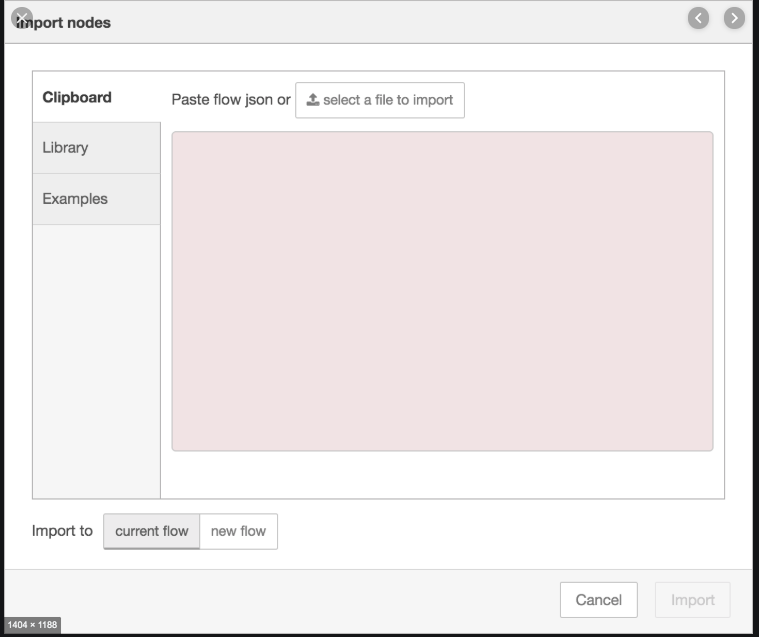 Import nodes
Clipboard
Paste flow json or select a file to import
Library
Examples
Import to current flow new flow
Cancel Import
1404 × 1188